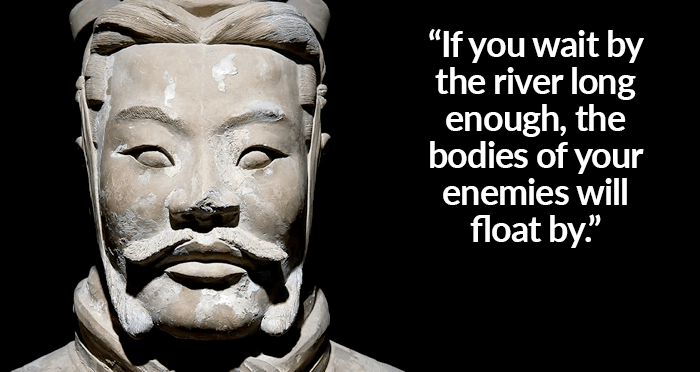 “If you wait by
the river long
enough, the
bodies of your
enemies will
float by.”